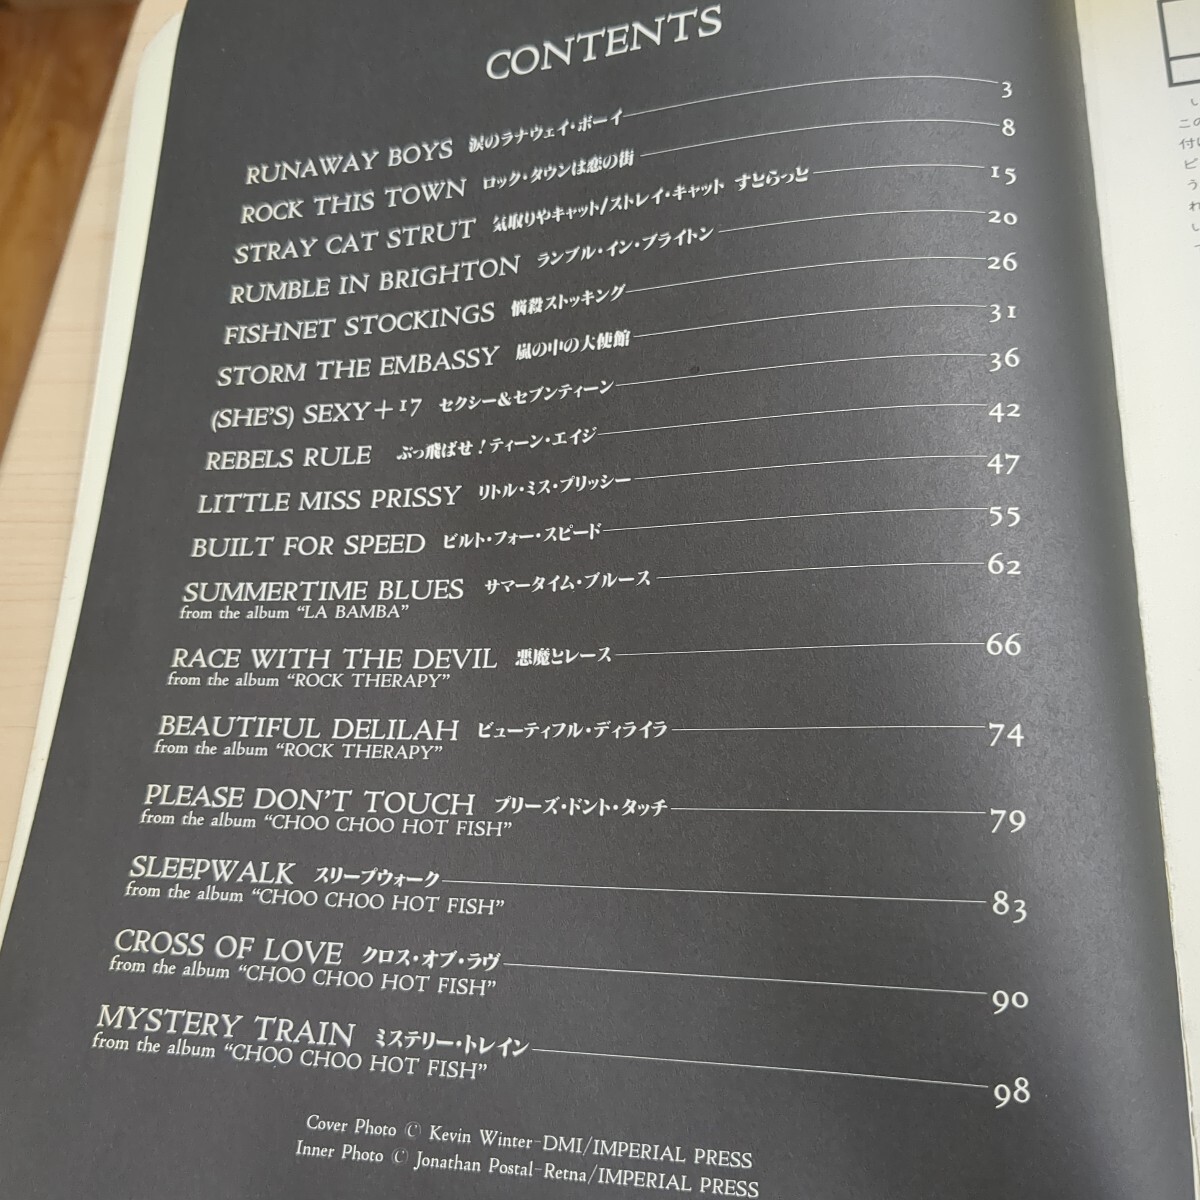 CONTENTS
RUNAWAY BOYS 涙のラナウェイ・ボーイ 3
ROCK THIS TOWN ロック・タウンは恋の街 8
STRAY CAT STRUT 気取りやキャット/ストレイ・キャット すとらっと 15
RUMBLE IN BRIGHTON ランブル・イン・ブライトン 20
FISHNET STOCKINGS 悩殺ストッキング 26
STORM THE EMBASSY 嵐の中の大使館 31
(SHE'S) SEXY+17 セクシー&セブンティーン 36
REBELS RULE ぶっ飛ばせ!ティーン・エイジ 42
LITTLE MISS PRISSY リトル・ミス・プリッシー 47
BUILT FOR SPEED ビルト・フォー・スピード 55
SUMMERTIME BLUES サマータイム・ブルース 62
from the album "LA BAMBA"
RACE WITH THE DEVIL 悪魔とレース 66
from the album "ROCK THERAPY"
BEAUTIFUL DELILAH ビューティフル・ディライラ 74
from the album "ROCK THERAPY"
PLEASE DON'T TOUCH プリーズ・ドント・タッチ 79
from the album "CHOO CHOO HOT FISH"
SLEEPWALK スリープウォーク 83
from the album "CHOO CHOO HOT FISH"
CROSS OF LOVE クロス・オブ・ラヴ 90
from the album "CHOO CHOO HOT FISH"
MYSTERY TRAIN ミステリー・トレイン 98
from the album "CHOO CHOO HOT FISH"
Cover Photo © Kevin Winter-DMI/IMPERIAL PRESS
Inner Photo © Jonathan Postal-Retna/IMPERIAL PRESS